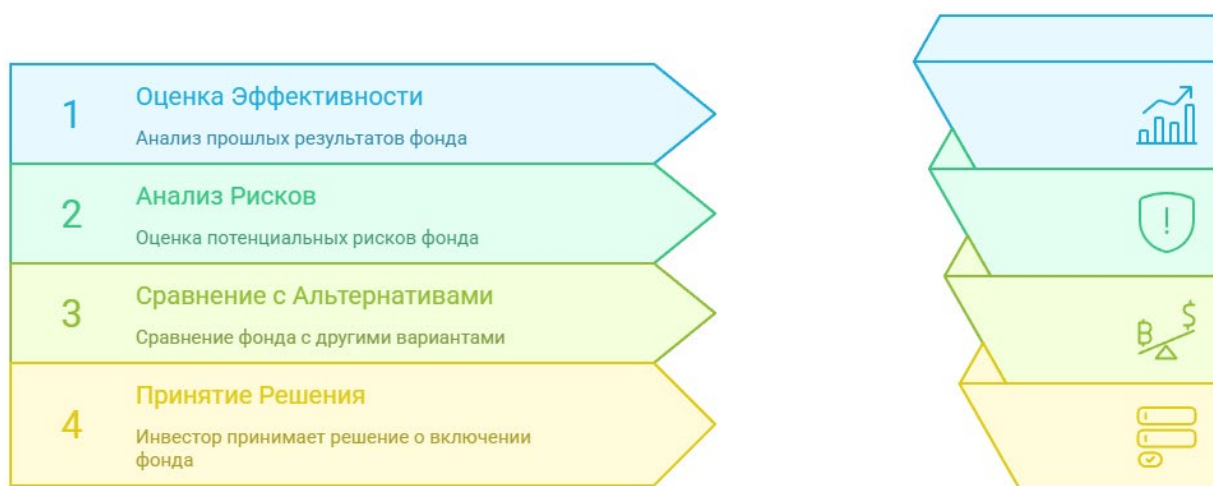 1
Оценка Эффективности
Анализ прошлых результатов фонда
2
Анализ Рисков
Оценка потенциальных рисков фонда
3
Сравнение с Альтернативами
Сравнение фонда с другими вариантами
4
Принятие Решения
Инвестор принимает решение о включении
фонда